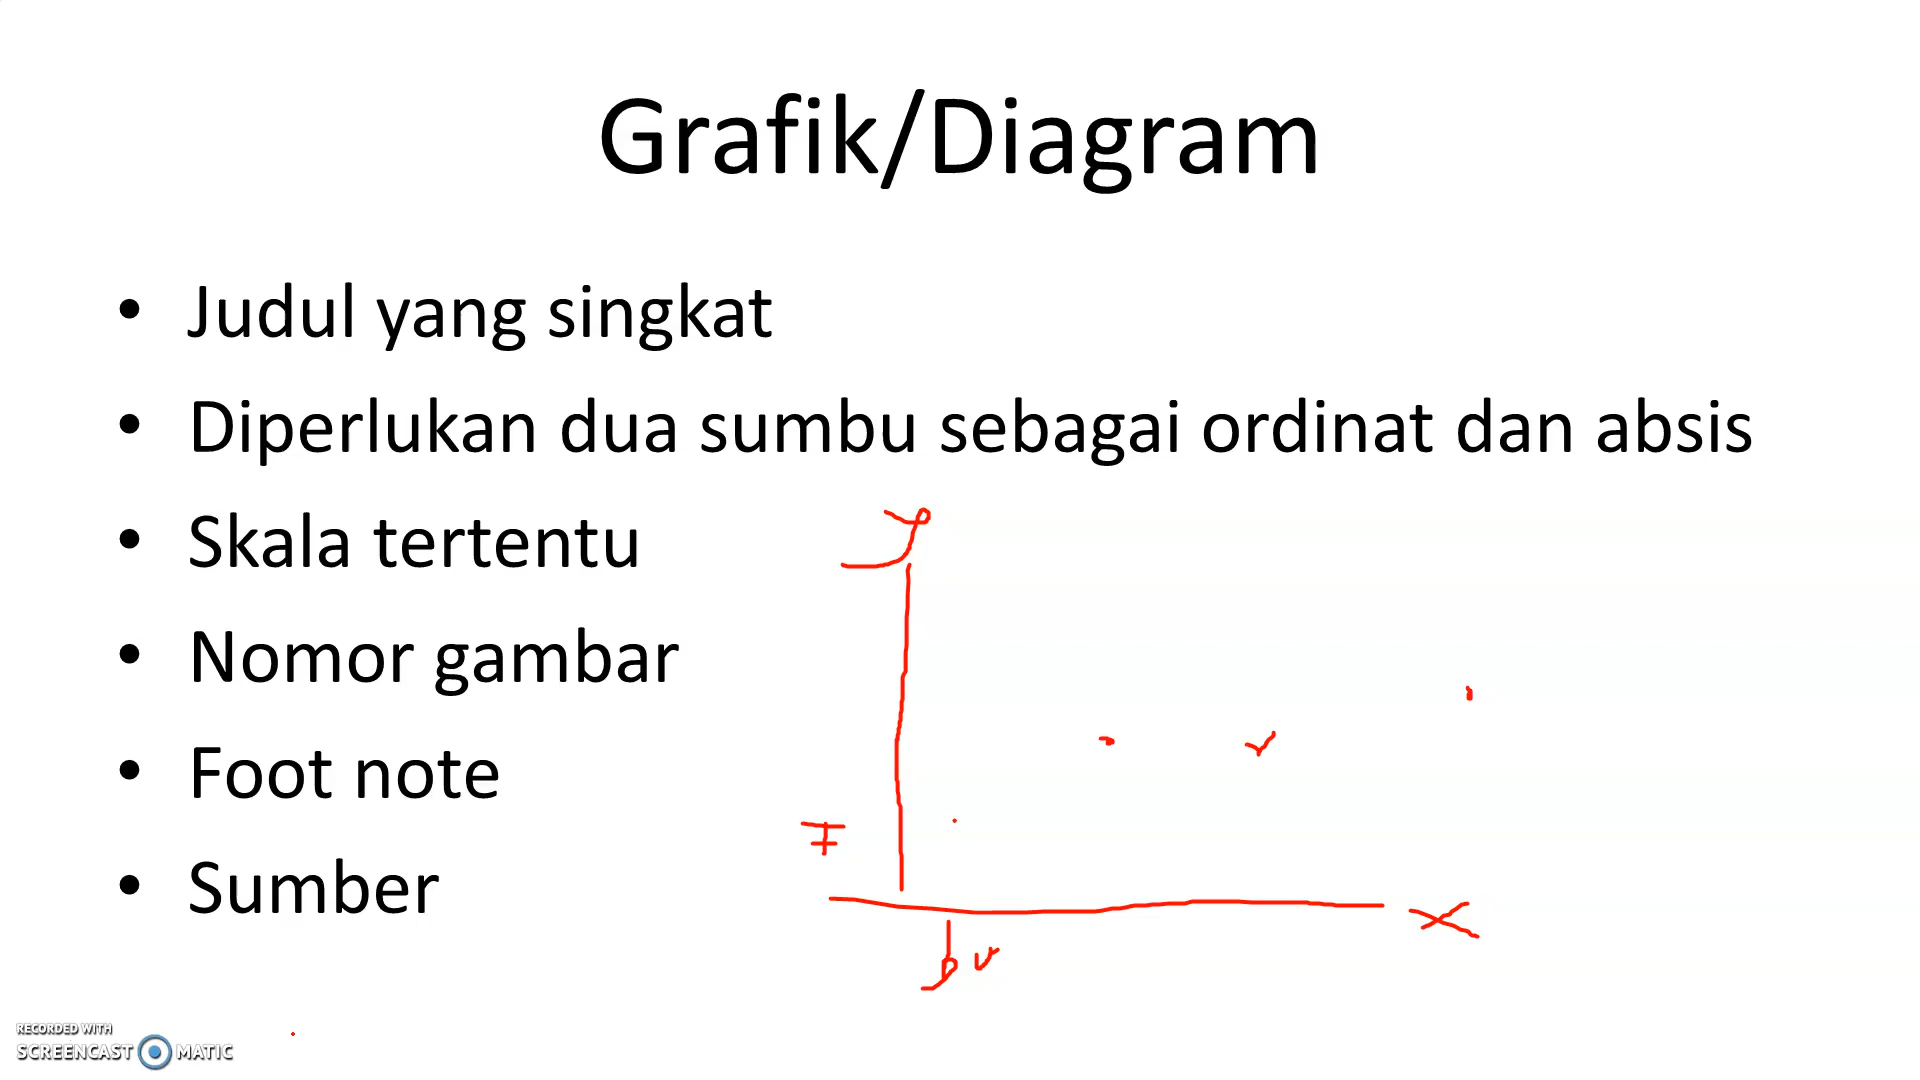 Grafik/Diagram
• Judul yang singkat
• Diperlukan dua sumbu sebagai ordinat dan absis
• Skala tertentu
• Nomor gambar
• Foot note
• Sumber
y
F
x
RECORDED WITH
SCREENCAST MATIC